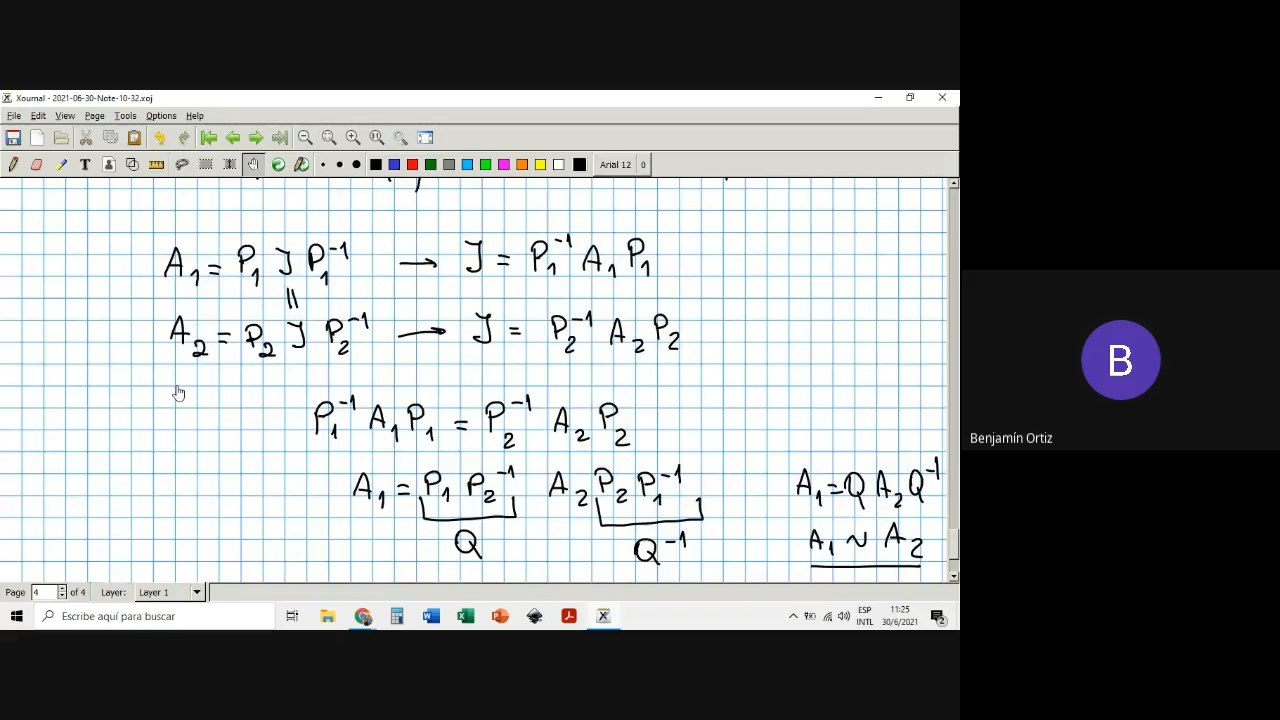 Xournal - 2021-06-30-Note-10-32.xoj
File Edit View Page Tools Options Help
Arial 12 0
A₁ = P₁ J P₁⁻¹ → J = P₁⁻¹ A₁ P₁
||
A₂ = P₂ J P₂⁻¹ → J = P₂⁻¹ A₂ P₂
P₁⁻¹ A₁ P₁ = P₂⁻¹ A₂ P₂
A₁ = P₁ P₂⁻¹ A₂ P₂ P₁⁻¹
Q Q⁻¹
A₁ = Q A₂ Q⁻¹
A₁ ~ A₂
B
Benjamín Ortiz
Page 4 of 4 Layer: Layer 1
Escribe aquí para buscar
ESP
INTL
11:25
30/6/2021
2